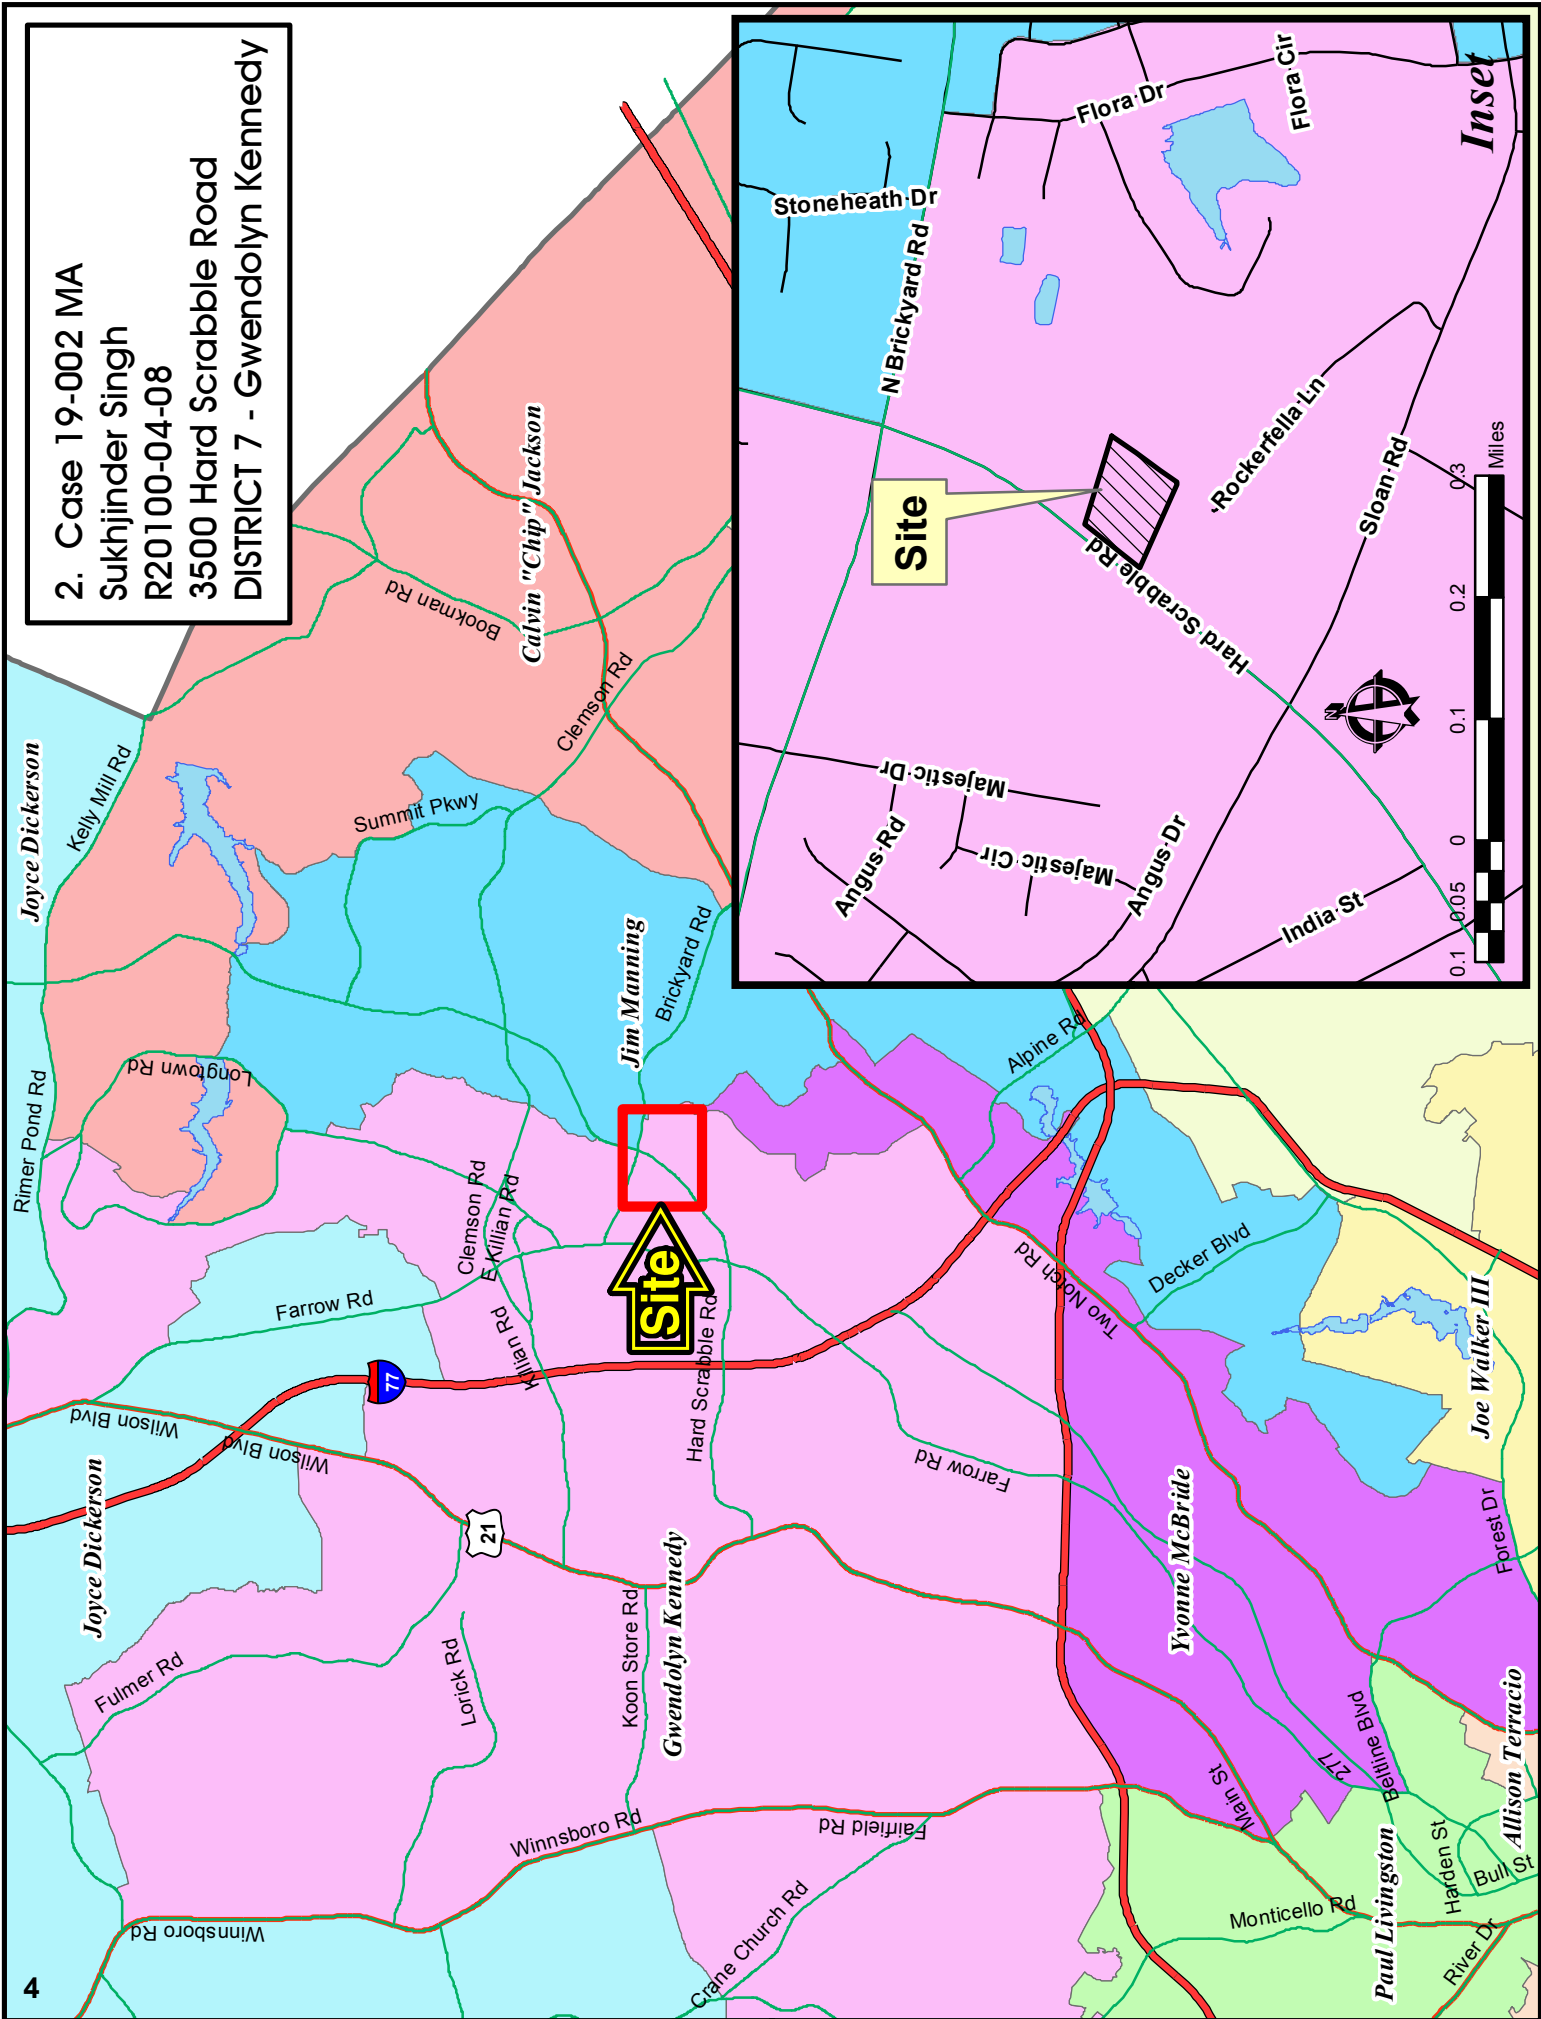 2. Case 19-002 MA
Sukhjinder Singh
R20100-04-08
3500 Hard Scrabble Road
DISTRICT 7 - Gwendolyn Kennedy
Joyce Dickerson
Kelly Mill Rd
Rimer Pond Rd
Longtown Rd
Summit Pkwy
Bookman Rd
Calvin "Chip" Jackson
Clemson Rd
Jim Manning
Brickyard Rd
Clemson Rd
E Killian Rd
Killian Rd
Farrow Rd
77
Wilson Blvd
Wilson Blvd
Joyce Dickerson
21
Fulmer Rd
Lorick Rd
Koon Store Rd
Gwendolyn Kennedy
Hard Scrabble Rd
Site
Winnsboro Rd
Winnsboro Rd
Fairfield Rd
Crane Church Rd
Farrow Rd
Two Notch Rd
Alpine Rd
Decker Blvd
Joe Walker III
Yvonne McBride
Forest Dr
Main St
277
Beltline Blvd
Allison Terracio
Paul Livingston
Harden St
Bull St
Monticello Rd
River Dr
4
Stoneheath Dr
N Brickyard Rd
Flora Dr
Flora Cir
Inset
Site
Hard Scrabble Rd
Rockerfella Ln
Sloan Rd
Majestic Dr
Angus Rd
Majestic Cir
Angus Dr
India St
N
0.1 0.05 0 0.1 0.2 0.3
Miles